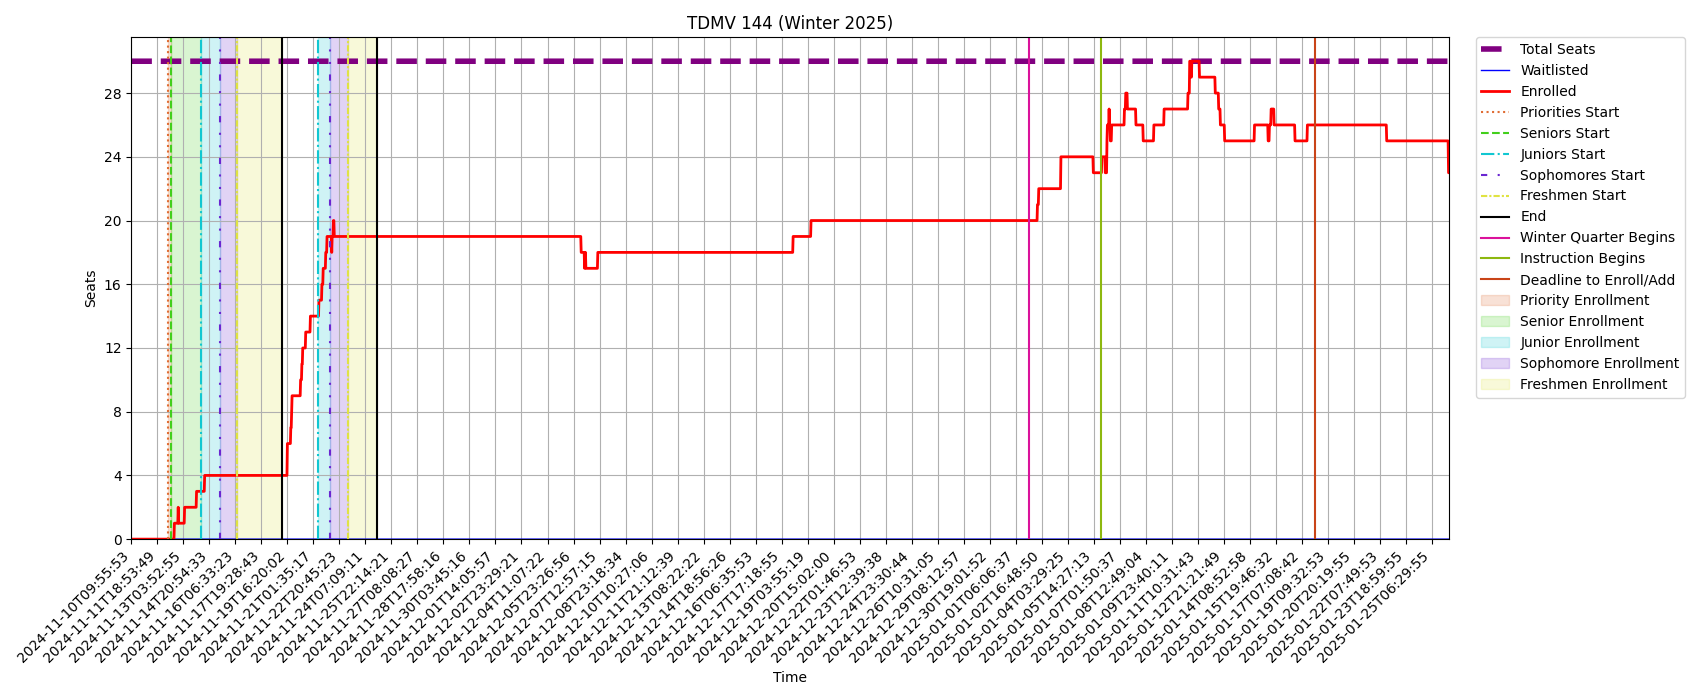 TDMV 144 (Winter 2025)
Seats
28
24
20
16
12
8
4
0
2024-11-10T09:55:53
2024-11-11T18:53:49
2024-11-13T03:52:55
2024-11-14T20:54:33
2024-11-16T06:33:23
2024-11-17T19:28:43
2024-11-19T16:20:02
2024-11-21T01:35:17
2024-11-22T20:45:23
2024-11-24T07:09:11
2024-11-25T22:14:21
2024-11-27T08:08:27
2024-11-28T17:58:16
2024-11-30T03:45:16
2024-12-01T14:05:57
2024-12-02T23:29:21
2024-12-04T11:07:22
2024-12-05T23:26:56
2024-12-07T12:57:15
2024-12-08T23:18:34
2024-12-10T10:27:06
2024-12-11T21:12:39
2024-12-13T08:22:22
2024-12-14T18:56:26
2024-12-16T06:35:53
2024-12-17T17:18:55
2024-12-19T03:55:19
2024-12-20T15:02:00
2024-12-22T01:46:53
2024-12-23T12:39:38
2024-12-24T23:30:44
2024-12-26T10:31:05
2024-12-29T08:12:57
2024-12-30T19:01:52
2025-01-01T06:06:37
2025-01-02T16:48:50
2025-01-04T03:29:25
2025-01-05T14:27:13
2025-01-07T01:50:37
2025-01-08T12:49:04
2025-01-09T23:40:11
2025-01-11T10:31:43
2025-01-12T21:21:49
2025-01-14T08:52:58
2025-01-15T19:46:32
2025-01-17T07:08:42
2025-01-19T09:32:53
2025-01-20T20:19:55
2025-01-22T07:49:53
2025-01-23T18:59:55
2025-01-25T06:29:55
Time
Total Seats
Waitlisted
Enrolled
Priorities Start
Seniors Start
Juniors Start
Sophomores Start
Freshmen Start
End
Winter Quarter Begins
Instruction Begins
Deadline to Enroll/Add
Priority Enrollment
Senior Enrollment
Junior Enrollment
Sophomore Enrollment
Freshmen Enrollment